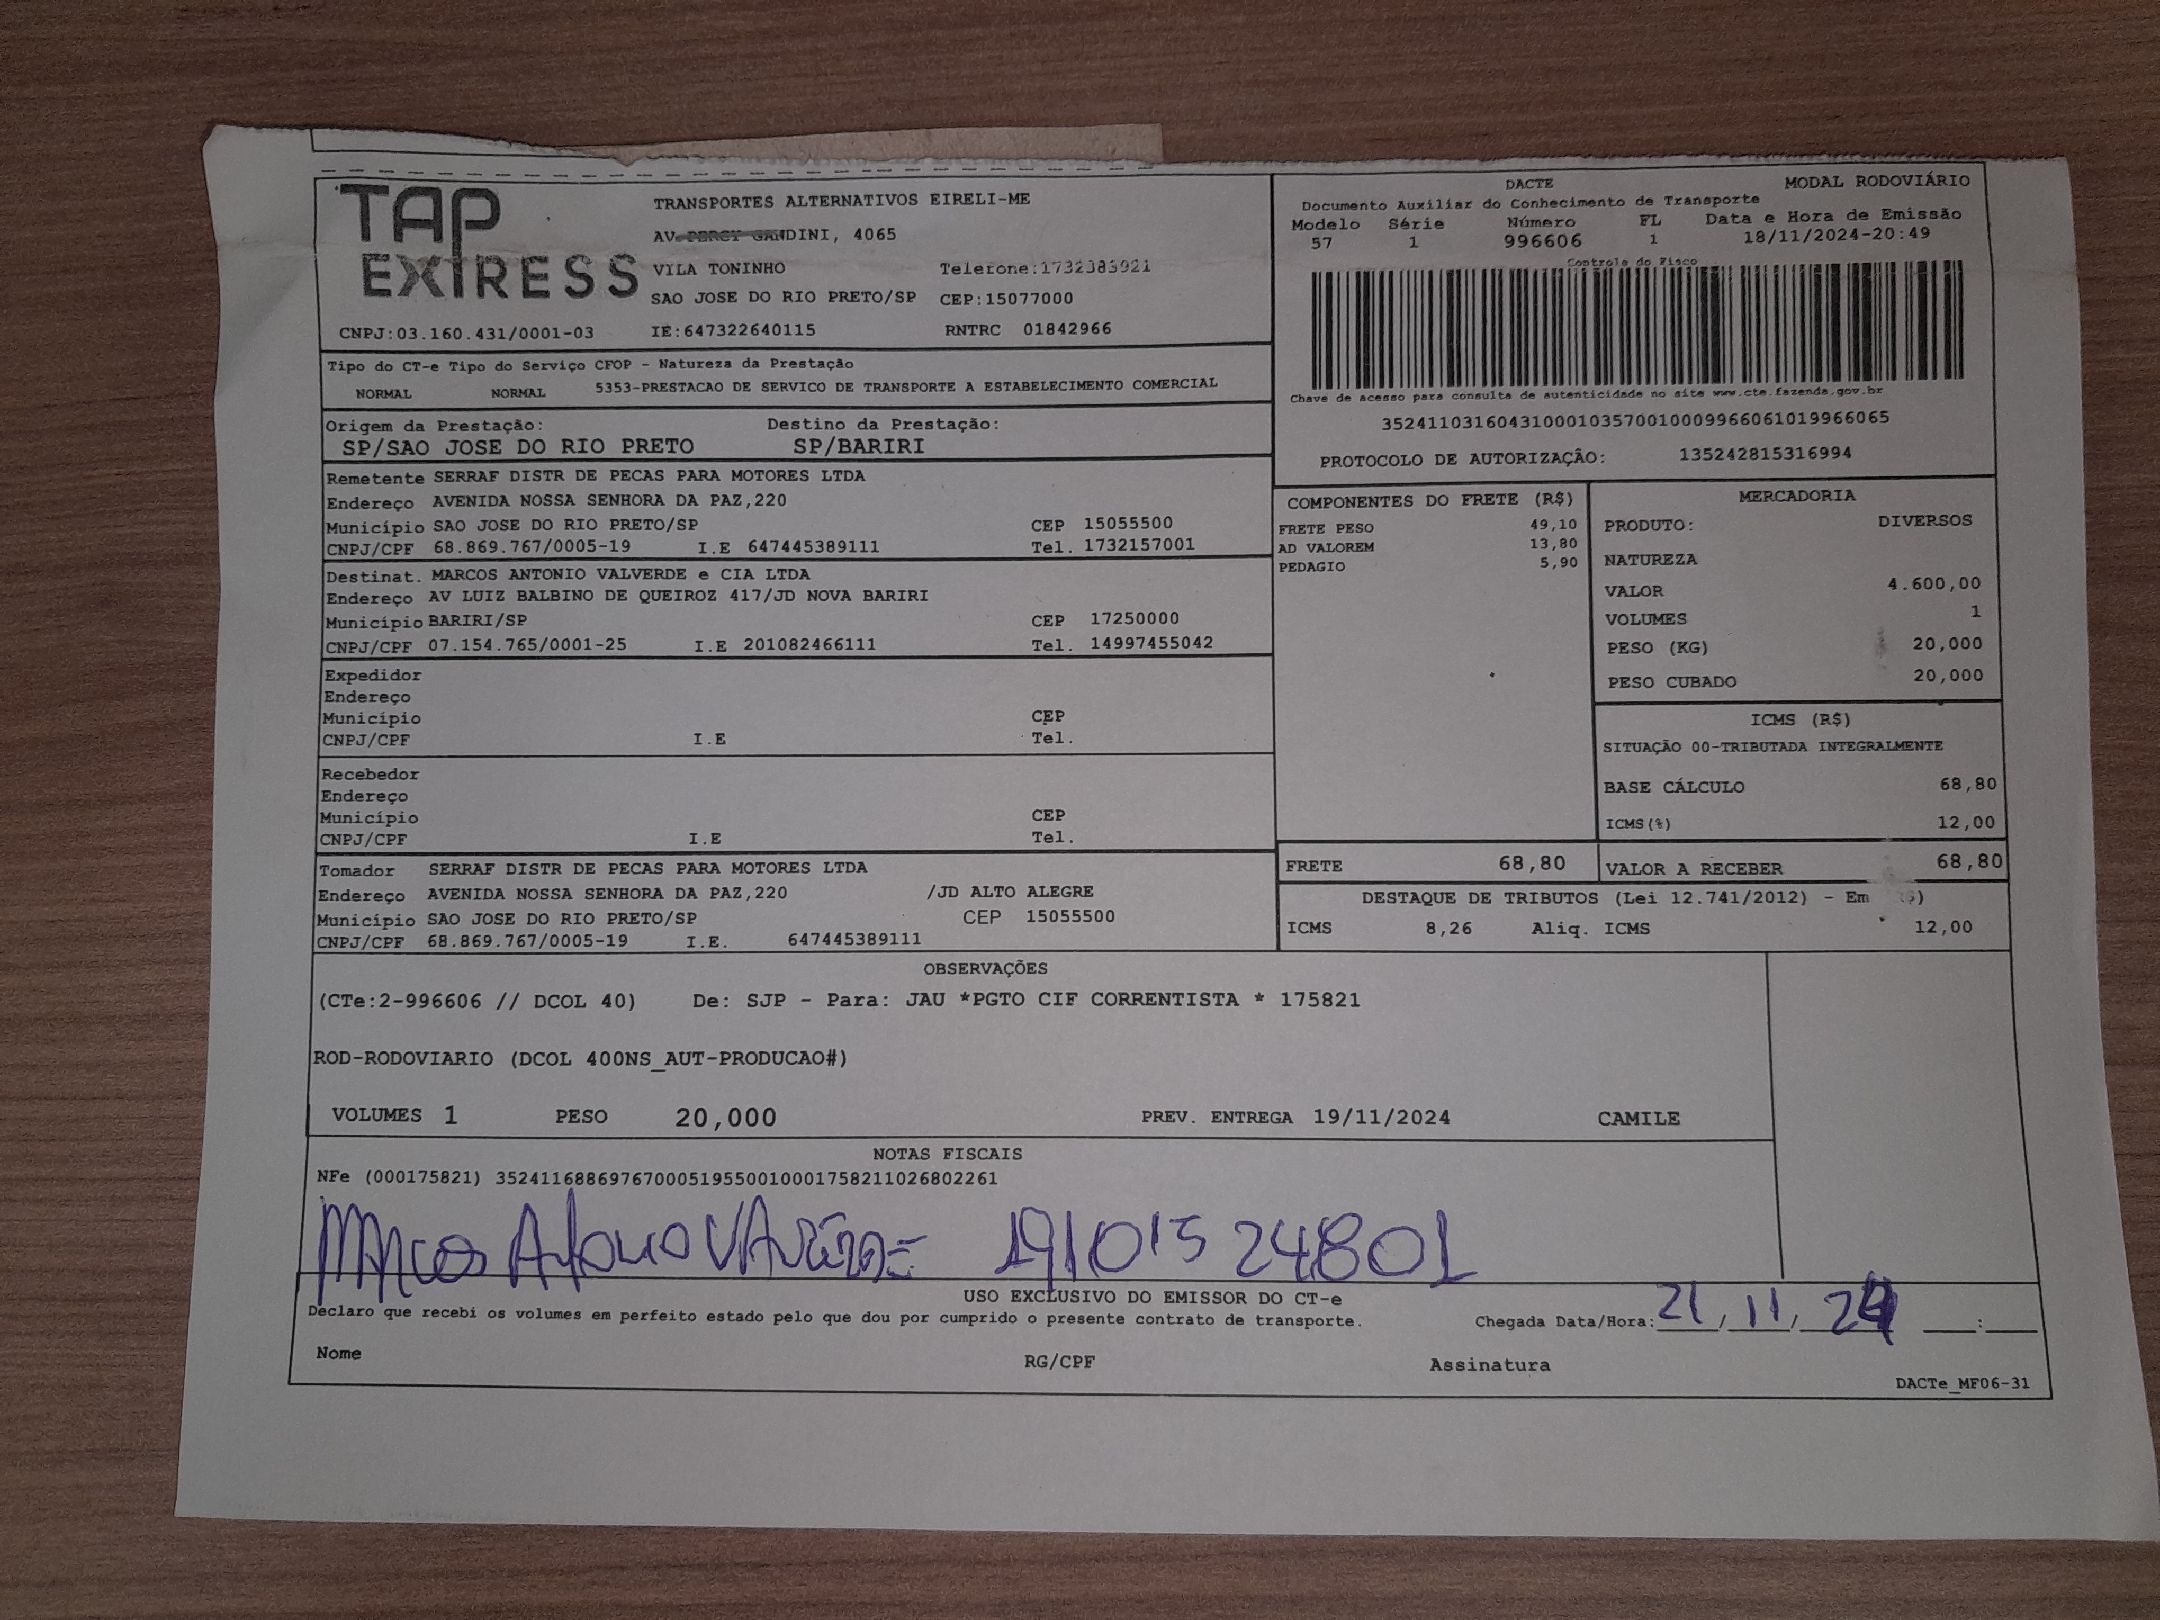 TAP
EXPRESS
TRANSPORTES ALTERNATIVOS EIRELI-ME
AV PERCY GANDINI, 4065
VILA TONINHO Telefone:1732383921
SAO JOSE DO RIO PRETO/SP CEP:15077000
CNPJ:03.160.431/0001-03 IE:647322640115 RNTRC 01842966
DACTE MODAL RODOVIÁRIO
Documento Auxiliar do Conhecimento de Transporte
Modelo Série Número FL Data e Hora de Emissão
57 1 996606 1 18/11/2024-20:49
Controle do Fisco
Chave de acesso para consulta de autenticidade no site www.cte.fazenda.gov.br
35241103160431000103570010009966061019966065
PROTOCOLO DE AUTORIZAÇÃO: 135242815316994
Tipo do CT-e Tipo do Serviço CFOP - Natureza da Prestação
NORMAL NORMAL 5353-PRESTACAO DE SERVICO DE TRANSPORTE A ESTABELECIMENTO COMERCIAL
Origem da Prestação: Destino da Prestação:
SP/SAO JOSE DO RIO PRETO SP/BARIRI
Remetente SERRAF DISTR DE PECAS PARA MOTORES LTDA
Endereço AVENIDA NOSSA SENHORA DA PAZ,220
Município SAO JOSE DO RIO PRETO/SP CEP 15055500
CNPJ/CPF 68.869.767/0005-19 I.E 647445389111 Tel. 1732157001
Destinat. MARCOS ANTONIO VALVERDE e CIA LTDA
Endereço AV LUIZ BALBINO DE QUEIROZ 417/JD NOVA BARIRI
Município BARIRI/SP CEP 17250000
CNPJ/CPF 07.154.765/0001-25 I.E 201082466111 Tel. 14997455042
Expedidor
Endereço
Município CEP
CNPJ/CPF I.E Tel.
Recebedor
Endereço
Município CEP
CNPJ/CPF I.E Tel.
Tomador SERRAF DISTR DE PECAS PARA MOTORES LTDA
Endereço AVENIDA NOSSA SENHORA DA PAZ,220 /JD ALTO ALEGRE
Município SAO JOSE DO RIO PRETO/SP CEP 15055500
CNPJ/CPF 68.869.767/0005-19 I.E. 647445389111
COMPONENTES DO FRETE (R$)
FRETE PESO 49,10
AD VALOREM 13,80
PEDAGIO 5,90
MERCADORIA
PRODUTO: DIVERSOS
NATUREZA
VALOR 4.600,00
VOLUMES 1
PESO (KG) 20,000
PESO CUBADO 20,000
ICMS (R$)
SITUAÇÃO 00-TRIBUTADA INTEGRALMENTE
BASE CÁLCULO 68,80
ICMS(%) 12,00
FRETE 68,80 VALOR A RECEBER 68,80
DESTAQUE DE TRIBUTOS (Lei 12.741/2012) - Em )
ICMS 8,26 Aliq. ICMS 12,00
OBSERVAÇÕES
(CTe:2-996606 // DCOL 40) De: SJP - Para: JAU *PGTO CIF CORRENTISTA * 175821
ROD-RODOVIARIO (DCOL 400NS_AUT-PRODUCAO#)
VOLUMES 1 PESO 20,000 PREV. ENTREGA 19/11/2024 CAMILE
NOTAS FISCAIS
NFe (000175821) 35241168869767000519550010001758211026802261
Marcos Antonio Valverde 19101524801
USO EXCLUSIVO DO EMISSOR DO CT-e
Declaro que recebi os volumes em perfeito estado pelo que dou por cumprido o presente contrato de transporte. Chegada Data/Hora: 21/11/24 __:__
Nome RG/CPF Assinatura
DACTe_MF06-31